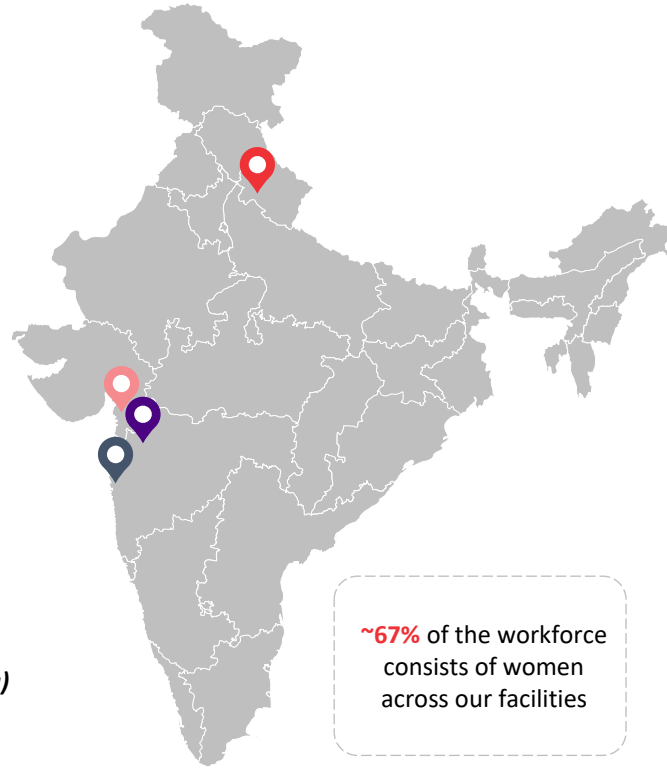 )
~67% of the workforce
consists of women
across our facilities